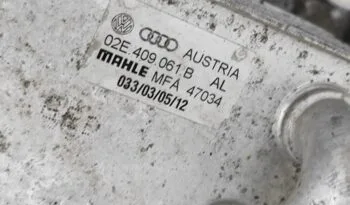 AUSTRIA
02E 409 061 B AL
MAHLE MFA 47034
033/03/05/12